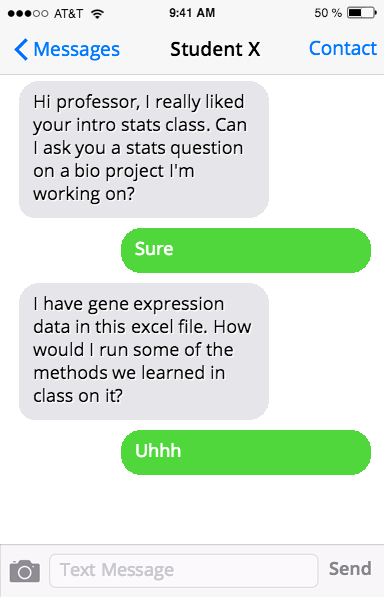 AT&T 9:41 AM 50 %
Messages Student X Contact
Hi professor, I really liked
your intro stats class. Can
I ask you a stats question
on a bio project I'm
working on?
Sure
I have gene expression
data in this excel file. How
would I run some of the
methods we learned in
class on it?
Uhhh
Text Message Send